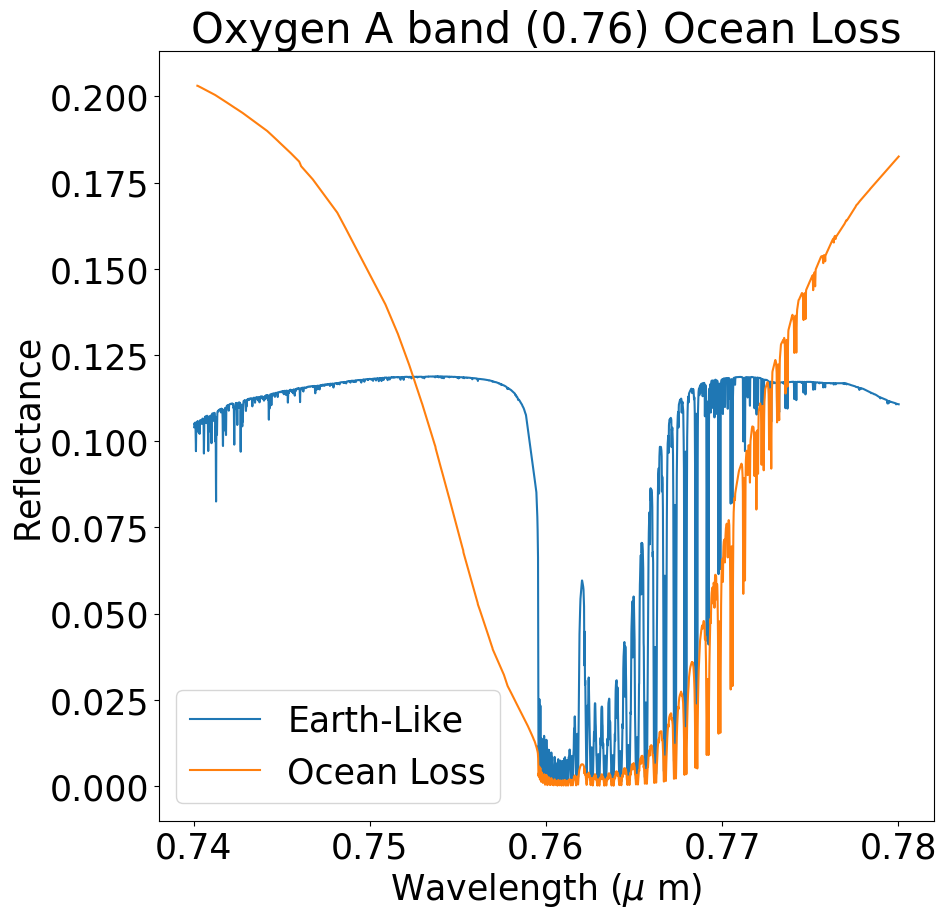 Oxygen A band (0.76) Ocean Loss
0.200
0.175
0.150
0.125
0.100
0.075
0.050
0.025
0.000
Reflectance
Earth-Like
Ocean Loss
0.74 0.75 0.76 0.77 0.78
Wavelength (μ m)